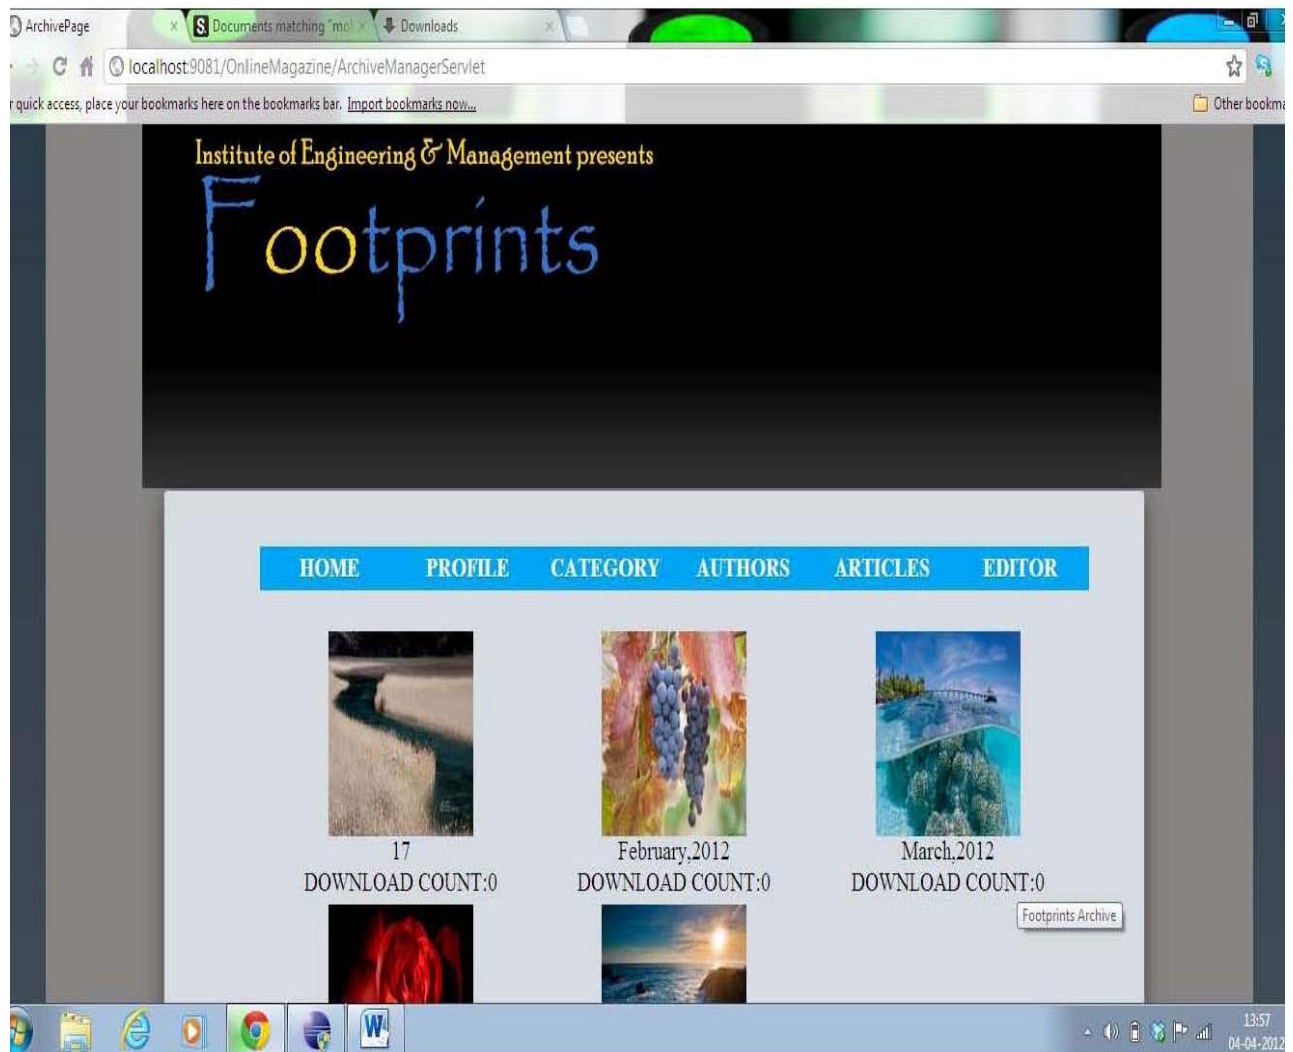 ArchivePage
Documents matching "mo
Downloads
localhost:9081/OnlineMagazine/ArchiveManagerServlet
quick access, place your bookmarks here on the bookmarks bar. Import bookmarks now...
Other bookma
Institute of Engineering & Management presents
Footprints
HOME PROFILE CATEGORY AUTHORS ARTICLES EDITOR
17
DOWNLOAD COUNT:0
February,2012
DOWNLOAD COUNT:0
March,2012
DOWNLOAD COUNT:0
Footprints Archive
13:57
04-04-2012